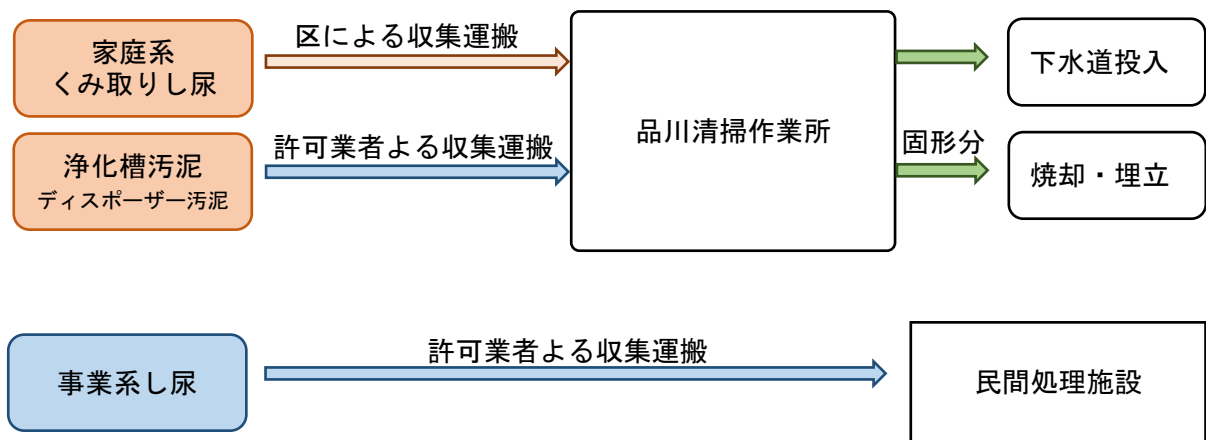 家庭系
くみ取りし尿
区による収集運搬
浄化槽汚泥
ディスポーザー汚泥
許可業者よる収集運搬
品川清掃作業所
下水道投入
固形分
焼却・埋立
事業系し尿
許可業者よる収集運搬
民間処理施設